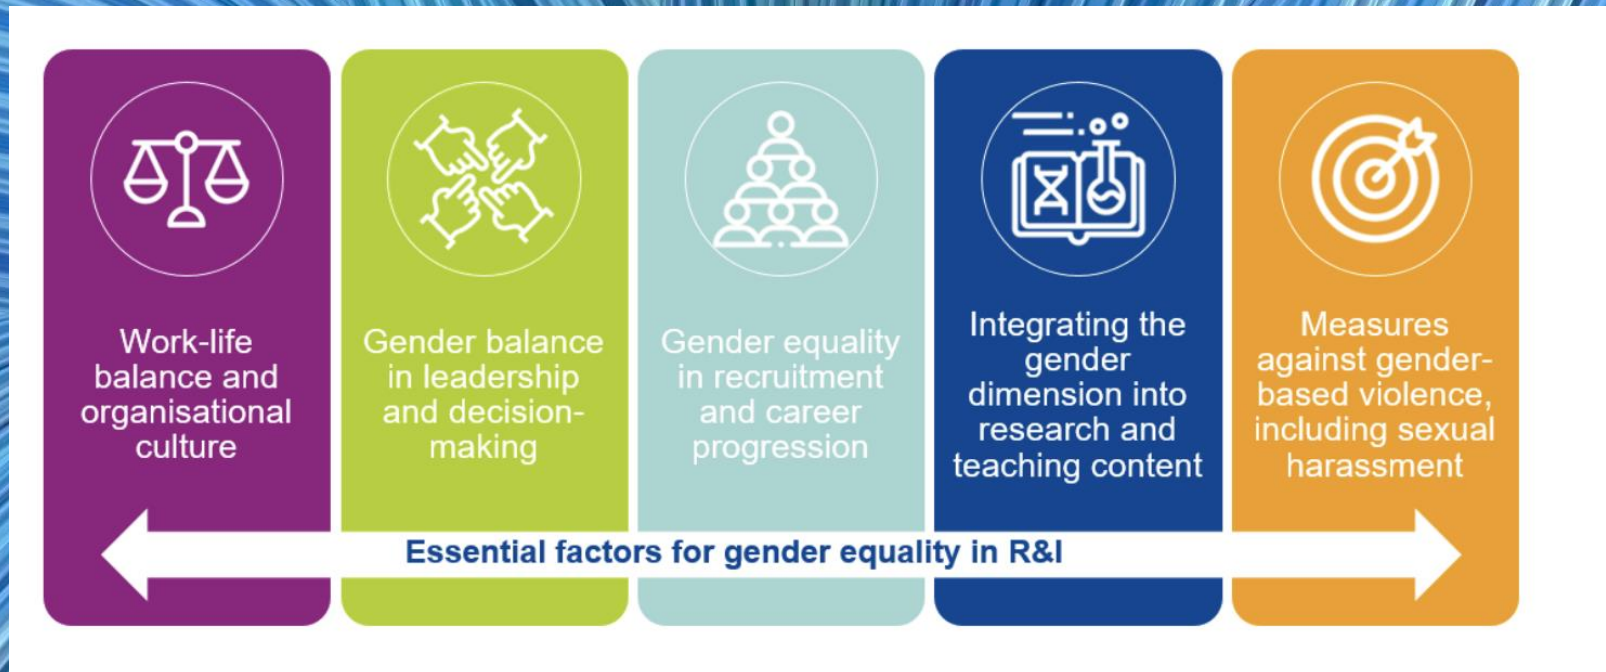 Work-life
balance and
organisational
culture
Gender balance
in leadership
and decision-
making
Gender equality
in recruitment
and career
progression
Integrating the
gender
dimension into
research and
teaching content
Measures
against gender-
based violence,
including sexual
harassment
Essential factors for gender equality in R&I